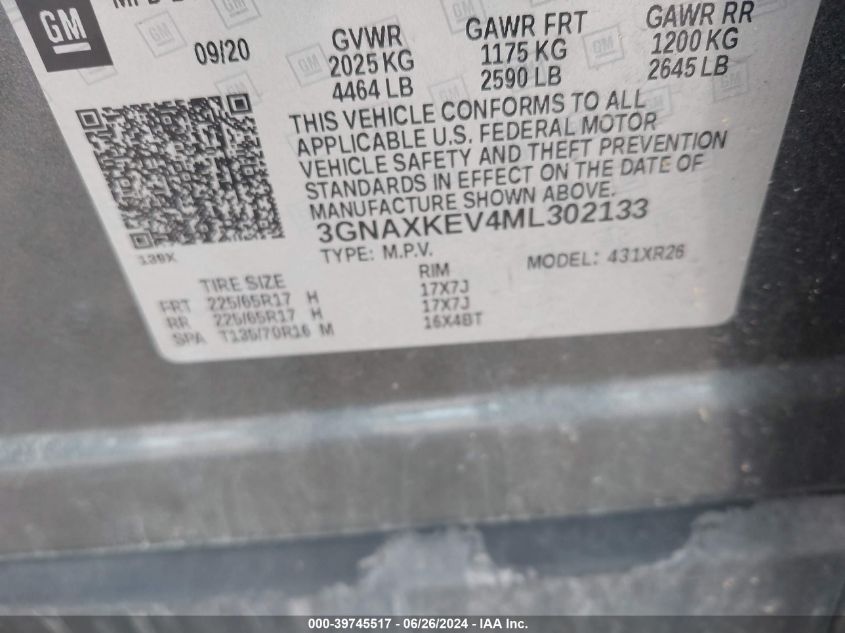 GM
09/20
GVWR
2025 KG
4464 LB
GAWR FRT
1175 KG
2590 LB
GAWR RR
1200 KG
2645 LB
THIS VEHICLE CONFORMS TO ALL
APPLICABLE U.S. FEDERAL MOTOR
VEHICLE SAFETY AND THEFT PREVENTION
STANDARDS IN EFFECT ON THE DATE OF
MANUFACTURE SHOWN ABOVE.
3GNAXKEV4ML302133
TYPE: M.P.V.
MODEL: 431XR26
139X
TIRE SIZE
RIM
FRT 225/65R17 H 17X7J
RR 225/65R17 H 17X7J
SPA T135/70R16 M 16X4BT
000-39745517 / 06/26/2024 / IAA Inc.